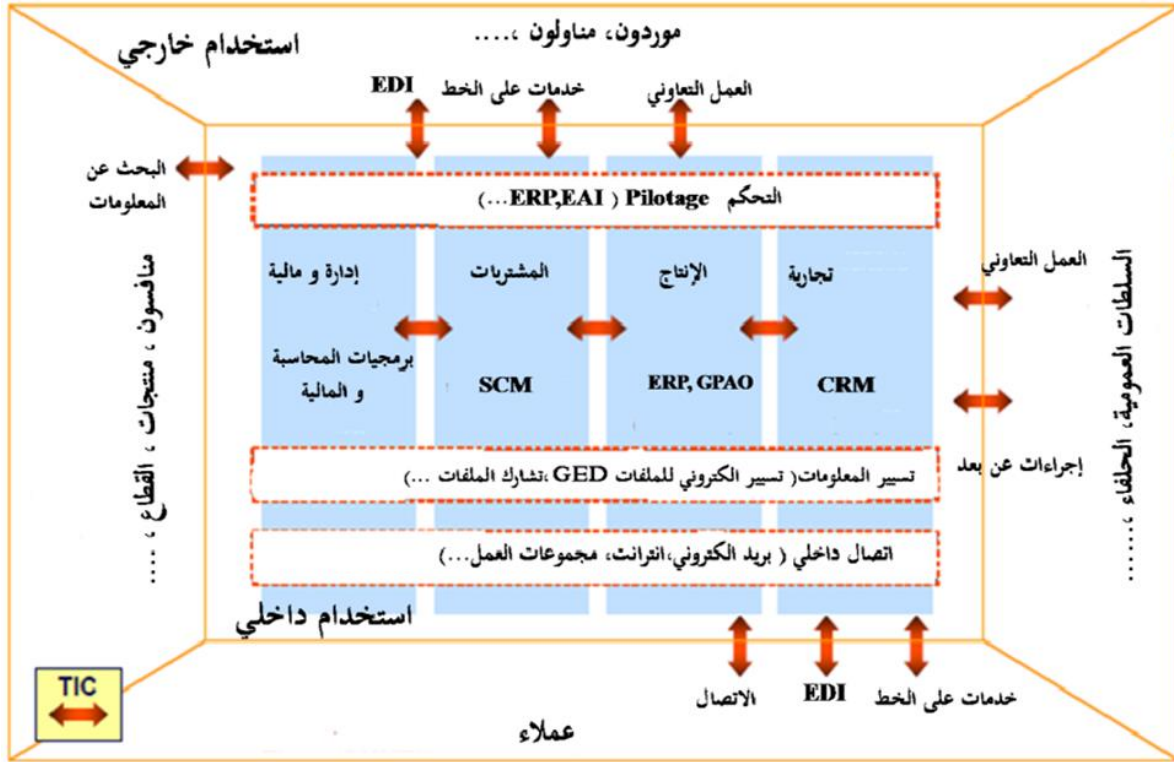 موردون، مناولون ،....
استخدام خارجي
العمل التعاوني
خدمات على الخط
EDI
البحث عن
المعلومات
التحكم Pilotage ( ERP,EAI…)
تجارية
الإنتاج
المشتريات
إدارة و مالية
العمل التعاوني
السلطات العمومية، الحلفاء ،.......
منافسون ، منتجات ، القطاع ، ....
CRM
ERP, GPAO
SCM
برمجيات المحاسبة
و المالية
إجراءات عن بعد
تسيير المعلومات( تسيير الكتروني للملفات GED ،تشارك الملفات ...)
اتصال داخلي ( بريد الكتروني،انترانت، مجموعات العمل...)
استخدام داخلي
خدمات على الخط
EDI
الاتصال
TIC
عملاء